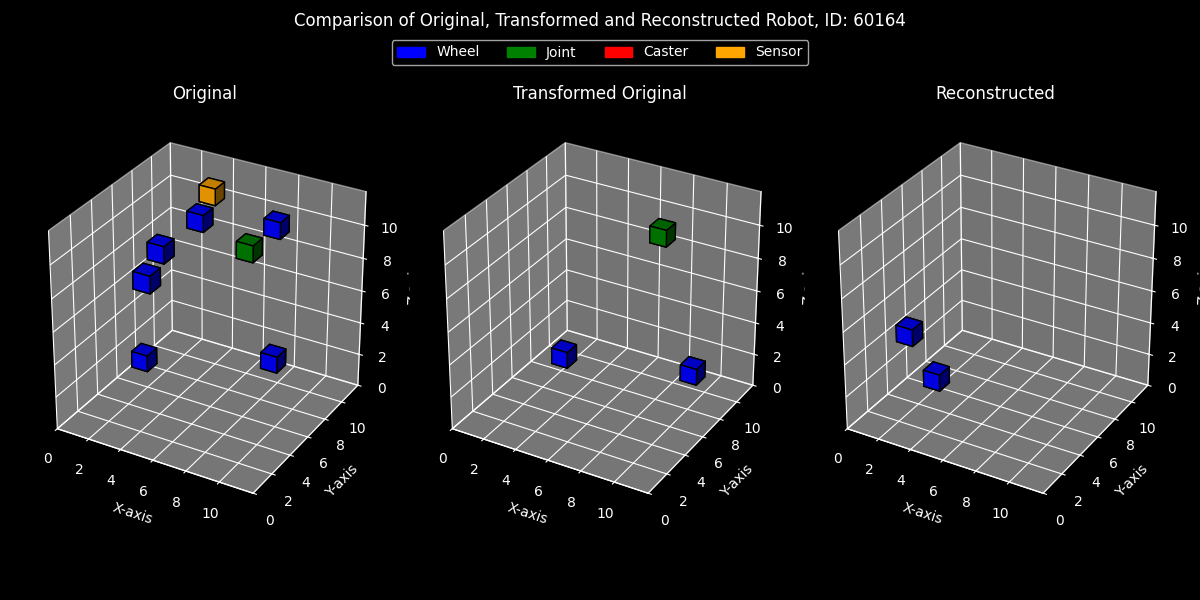 Comparison of Original, Transformed and Reconstructed Robot, ID: 60164
Wheel Joint Caster Sensor
Original Transformed Original Reconstructed
10 10 10
8 8 8
6 6 6
4 4 4
2 2 2
0 0 0
10 10 10
8 8 8
6 6 6
4 4 4
2 2 2
0 0 0
0 2 4 6 8 10 0 2 4 6 8 10 0 2 4 6 8 10
X-axis Y-axis X-axis Y-axis X-axis Y-axis